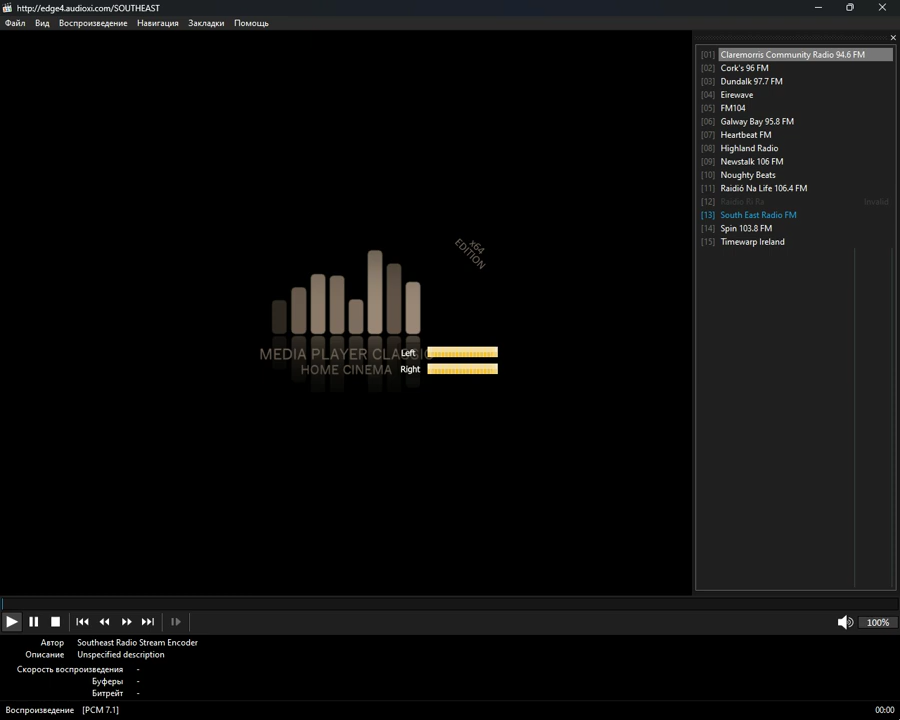 http://edge4.audioxi.com/SOUTHEAST
Файл Вид Воспроизведение Навигация Закладки Помощь
[01] Claremorris Community Radio 94.6 FM
[02] Cork's 96 FM
[03] Dundalk 97.7 FM
[04] Eirewave
[05] FM104
[06] Galway Bay 95.8 FM
[07] Heartbeat FM
[08] Highland Radio
[09] Newstalk 106 FM
[10] Noughty Beats
[11] Raidió Na Life 106.4 FM
[12] Raidio Ri Ra Invalid
[13] South East Radio FM
[14] Spin 103.8 FM
[15] Timewarp Ireland
x64
EDITION
MEDIA PLAYER CLASSIC
HOME CINEMA
Left
Right
100%
Автор Southeast Radio Stream Encoder
Описание Unspecified description
Скорость воспроизведения -
Буферы -
Битрейт -
Воспроизведение [PCM 7.1] 00:00